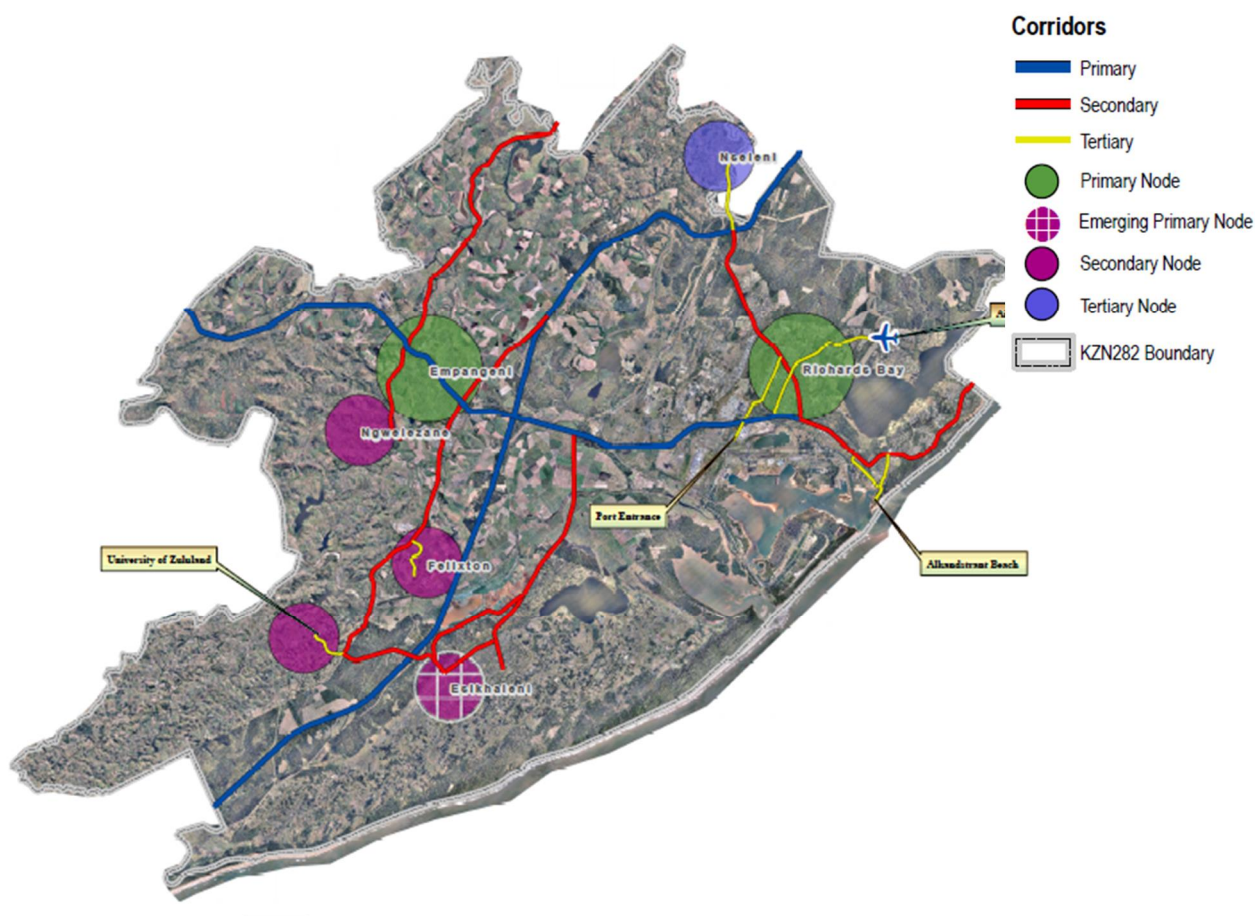 Corridors
Primary
Secondary
Tertiary
Primary Node
Emerging Primary Node
Secondary Node
Tertiary Node
KZN282 Boundary
Nseleni
Empangeni
Richards Bay
Ngwelezane
Port Entrance
University of Zululand
Felixton
Alkandstrant Beach
Esikhaleni